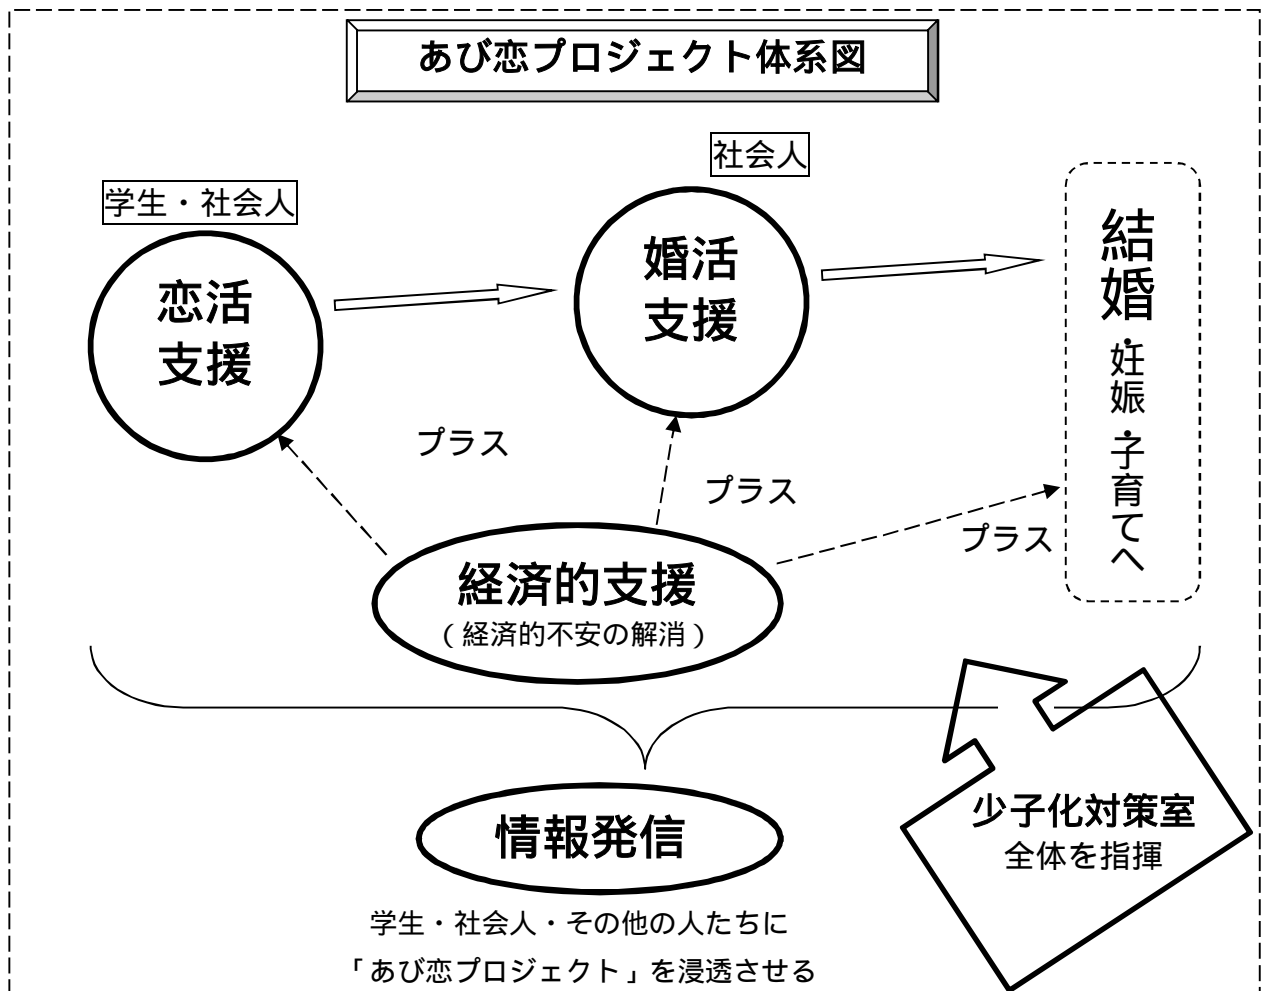 あび恋プロジェクト体系図
社会人
学生・社会人
恋活
支援
婚活
支援
結婚・妊娠・子育てへ
プラス
プラス
プラス
経済的支援
（経済的不安の解消）
情報発信
少子化対策室
全体を指揮
学生・社会人・その他の人たちに
「あび恋プロジェクト」を浸透させる